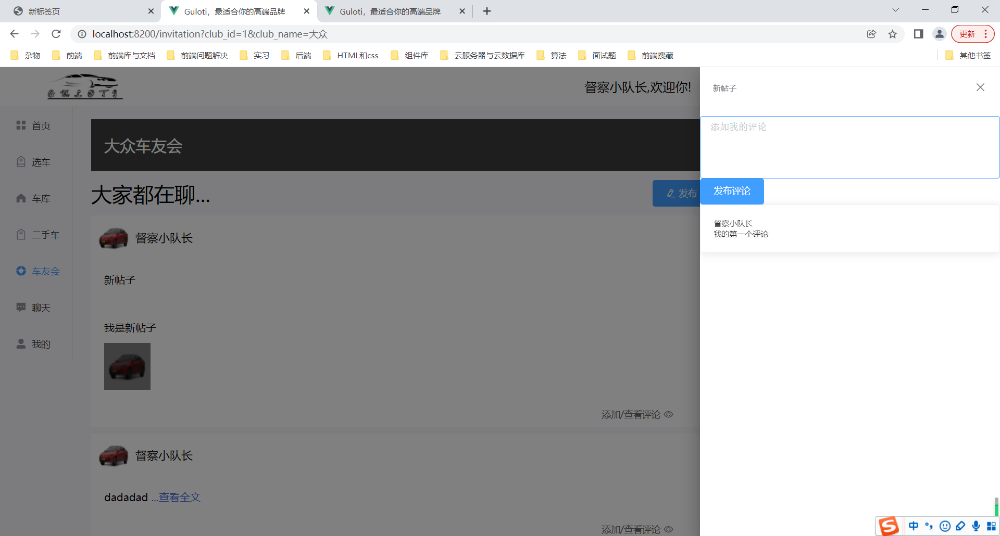 新标签页
Guloti，最适合你的高端品牌
Guloti，最适合你的高端品牌
localhost:8200/invitation?club_id=1&club_name=大众
更新
杂物
前端
前端库与文档
前端问题解决
实习
后端
HTML和css
组件库
云服务器与云数据库
算法
面试题
前端搜藏
其他书签
GULOTI
督察小队长,欢迎你!
首页
选车
车库
二手车
车友会
聊天
我的
大众车友会
大家都在聊...
发布
督察小队长
新帖子
我是新帖子
添加/查看评论
督察小队长
dadadad ...查看全文
添加/查看评论
新帖子
添加我的评论
发布评论
督察小队长
我的第一个评论
S
中